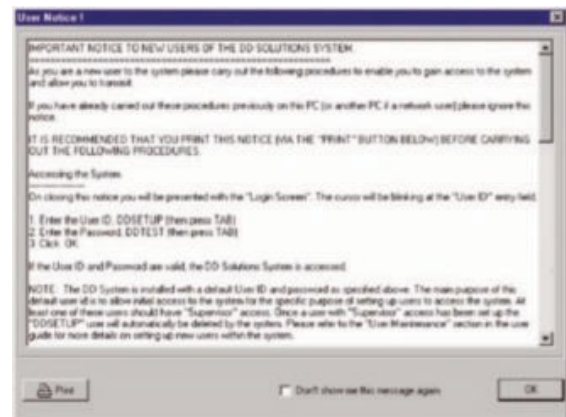 User Notice !
IMPORTANT NOTICE TO NEW USERS OF THE DD SOLUTIONS SYSTEM
As you are a new user to the system please carry out the following procedures to enable you to gain access to the system
and allow you to transmit.
If you have already carried out these procedures previously on this PC (or another PC if a network user) please ignore this
notice.
IT IS RECOMMENDED THAT YOU PRINT THIS NOTICE (VIA THE "PRINT" BUTTON BELOW) BEFORE CARRYING
OUT THE FOLLOWING PROCEDURES.
Accessing the System
On closing this notice you will be presented with the "Login Screen". The cursor will be blinking at the "User ID" entry field.
1. Enter the User ID, DDSETUP (then press TAB)
2. Enter the Password, DDTEST (then press TAB)
3. Click OK
If the User ID and Password are valid, the DD Solutions System is accessed.
NOTE: The DD System is installed with a default User ID and password as specified above. The main purpose of this
default user id is to allow initial access to the system for the specific purpose of setting up users to access the system. At
least one of these users should have "Supervisor" access. Once a user with "Supervisor" access has been set up the
"DDSETUP" user will automatically be deleted by the system. Please refer to the "User Maintenance" section in the user
guide for more details on setting up new users within the system.
Print
Don't show me this message again
OK